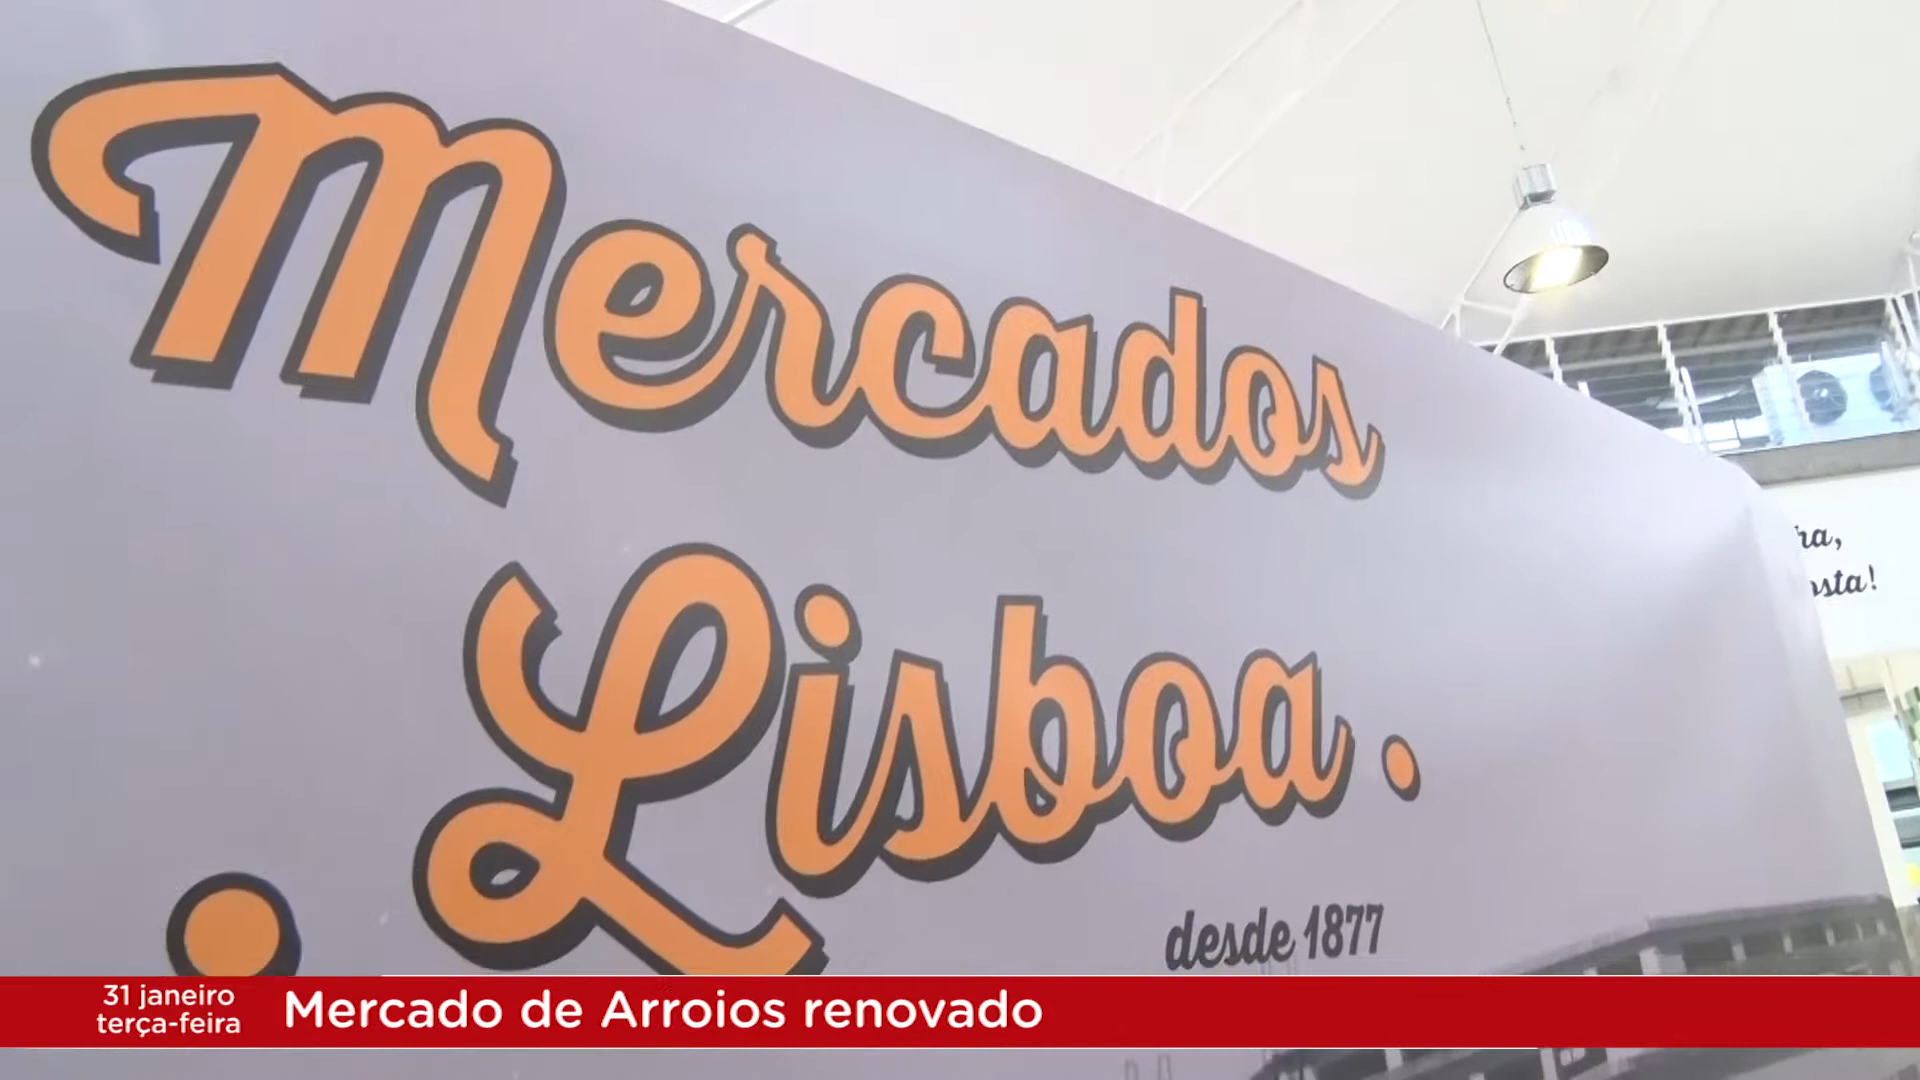 Mercados
Lisboa.
desde 1877
31 janeiro
terça-feira
Mercado de Arroios renovado